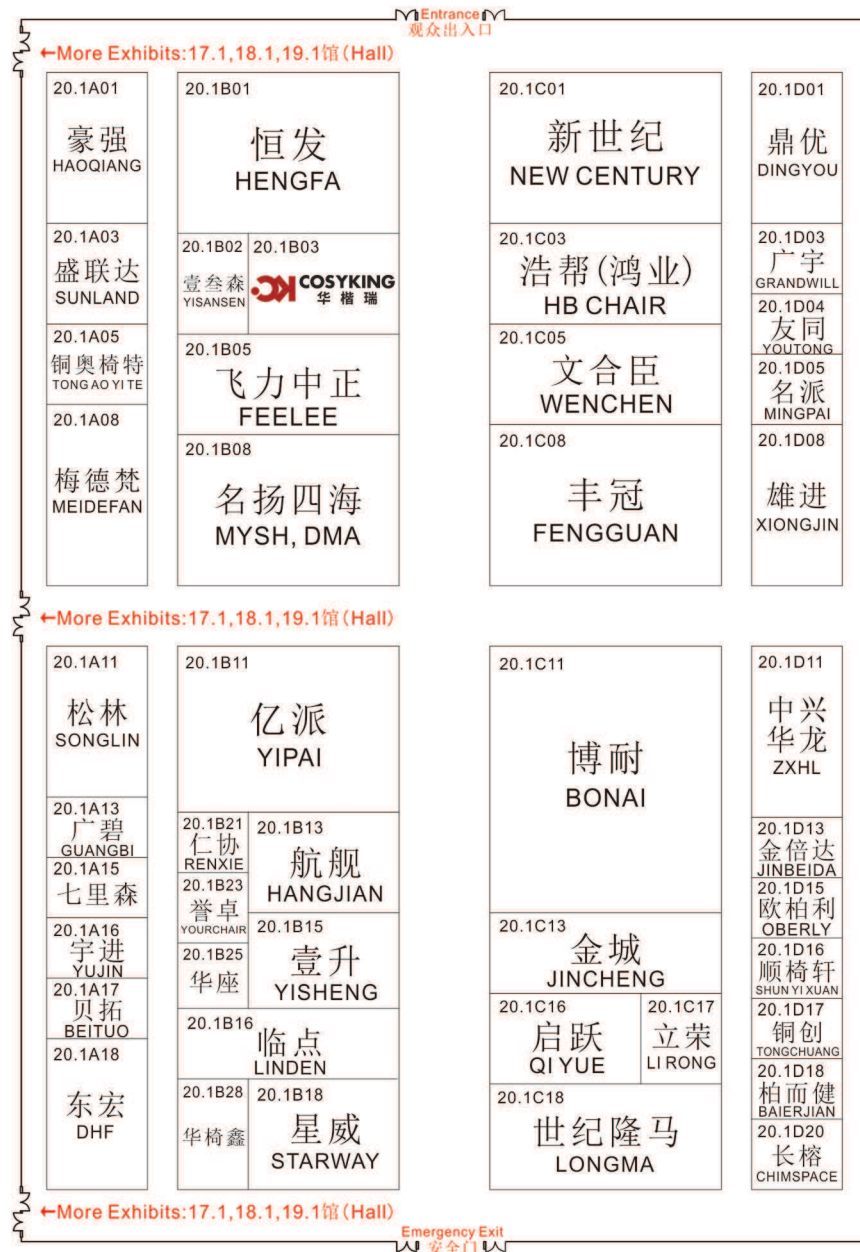 Entrance
观众出入口
←More Exhibits:17.1,18.1,19.1馆(Hall)
20.1A01
豪强
HAOQIANG
20.1A03
盛联达
SUNLAND
20.1A05
铜奥椅特
TONG AO YI TE
20.1A08
梅德梵
MEIDEFAN
20.1B01
恒发
HENGFA
20.1B02
壹叁森
YISANSEN
20.1B03
COSYKING
华楷瑞
20.1B05
飞力中正
FEELEE
20.1B08
名扬四海
MYSH, DMA
20.1C01
新世纪
NEW CENTURY
20.1C03
浩帮(鸿业)
HB CHAIR
20.1C05
文合臣
WENCHEN
20.1C08
丰冠
FENGGUAN
20.1D01
鼎优
DINGYOU
20.1D03
广宇
GRANDWILL
20.1D04
友同
YOUTONG
20.1D05
名派
MINGPAI
20.1D08
雄进
XIONGJIN
←More Exhibits:17.1,18.1,19.1馆(Hall)
20.1A11
松林
SONGLIN
20.1A13
广碧
GUANGBI
20.1A15
七里森
20.1A16
宇进
YUJIN
20.1A17
贝拓
BEITUO
20.1A18
东宏
DHF
20.1B11
亿派
YIPAI
20.1B21
仁协
RENXIE
20.1B23
誉卓
YOURCHAIR
20.1B25
华座
20.1B13
航舰
HANGJIAN
20.1B15
壹升
YISHENG
20.1B16
临点
LINDEN
20.1B28
华椅鑫
20.1B18
星威
STARWAY
20.1C11
博耐
BONAI
20.1C13
金城
JINCHENG
20.1C16
启跃
QI YUE
20.1C17
立荣
LI RONG
20.1C18
世纪隆马
LONGMA
20.1D11
中兴
华龙
ZXHL
20.1D13
金倍达
JINBEIDA
20.1D15
欧柏利
OBERLY
20.1D16
顺椅轩
SHUN YI XUAN
20.1D17
铜创
TONGCHUANG
20.1D18
柏而健
BAIERJIAN
20.1D20
长榕
CHIMSPACE
←More Exhibits:17.1,18.1,19.1馆(Hall)
Emergency Exit
安全门